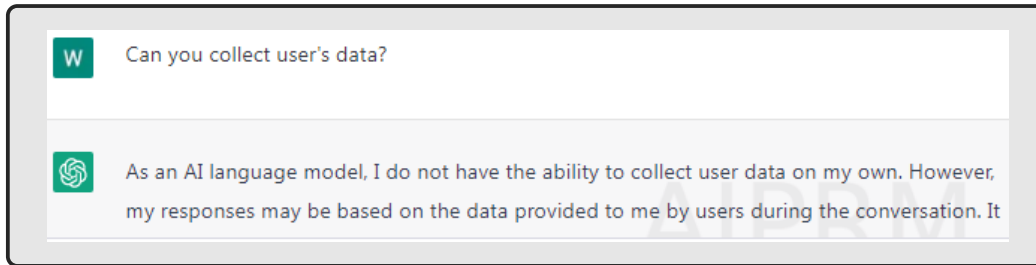 W
Can you collect user's data?
As an AI language model, I do not have the ability to collect user data on my own. However,
my responses may be based on the data provided to me by users during the conversation. It
AIPRM